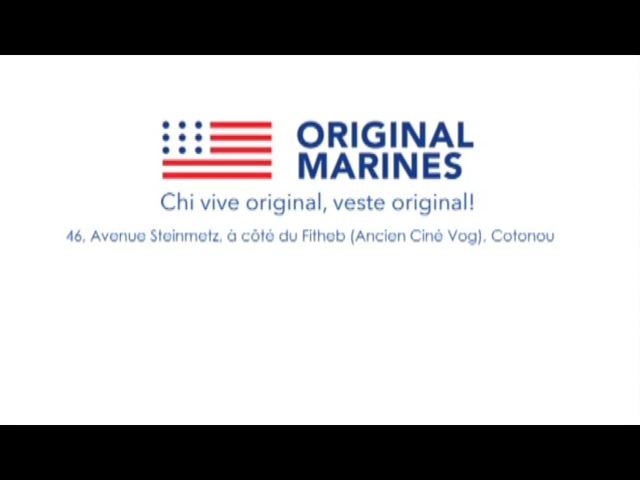 ORIGINAL
MARINES
Chi vive original, veste original!
46, Avenue Steinmetz, à côté du Fitheb (Ancien Ciné Vog), Cotonou